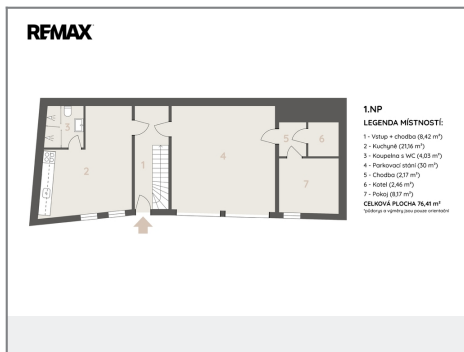 RE/MAX
3
2
1
4
5
6
7
1.NP
LEGENDA MÍSTNOSTÍ:
1 - Vstup + chodba (8,42 m²)
2 - Kuchyně (21,16 m²)
3 - Koupelna s WC (4,03 m²)
4 - Parkovací stání (30 m²)
5 - Chodba (2,17 m²)
6 - Kotel (2,46 m²)
7 - Pokoj (8,17 m²)
CELKOVÁ PLOCHA 76,41 m²
*půdorys a výměry jsou pouze orientační